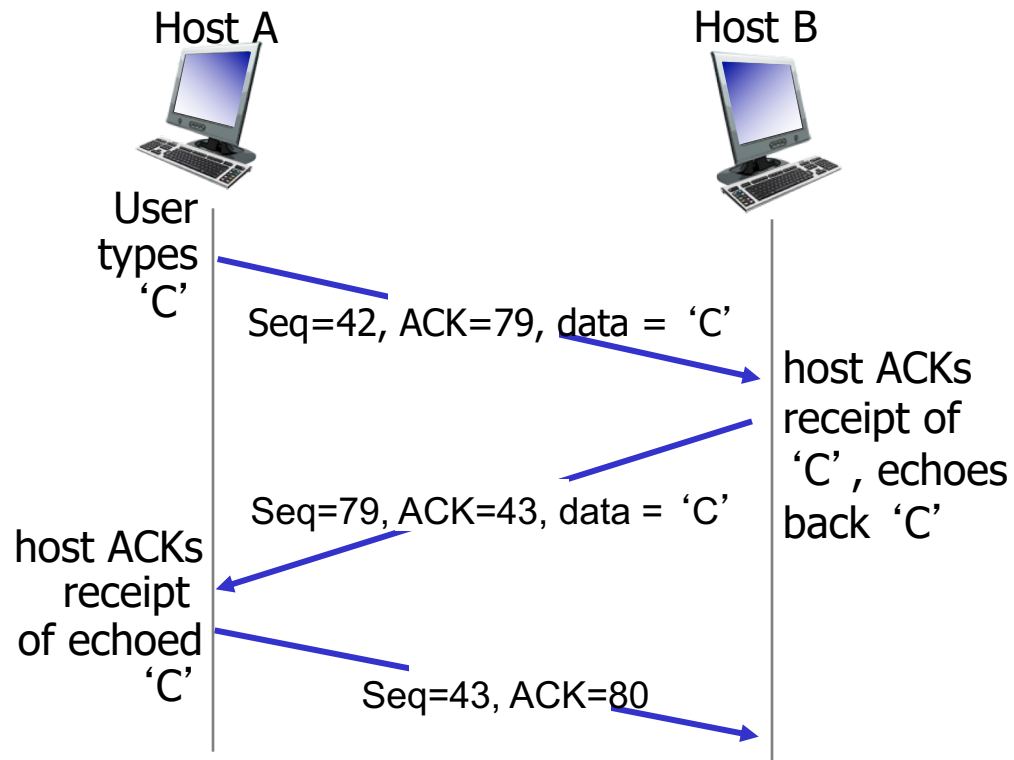 Host A
Host B
User
types
‘C’
Seq=42, ACK=79, data = ‘C’
host ACKs
receipt of
‘C’, echoes
back ‘C’
Seq=79, ACK=43, data = ‘C’
host ACKs
receipt
of echoed
‘C’
Seq=43, ACK=80